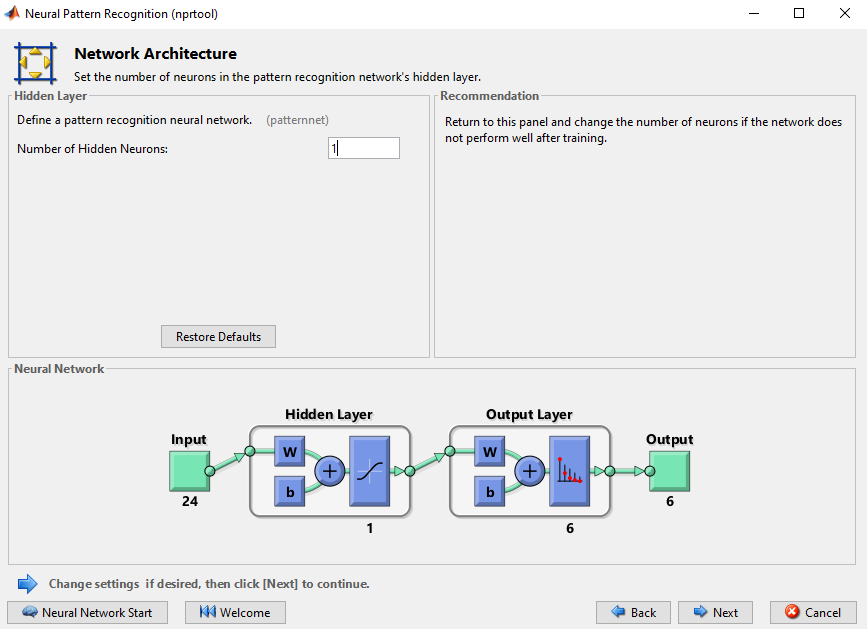 Neural Pattern Recognition (nprtool)
Network Architecture
Set the number of neurons in the pattern recognition network's hidden layer.
Hidden Layer
Define a pattern recognition neural network. (patternnet)
Number of Hidden Neurons: 1
Restore Defaults
Recommendation
Return to this panel and change the number of neurons if the network does
not perform well after training.
Neural Network
Hidden Layer
Output Layer
Input
Output
W
W
b
b
24
6
1
6
Change settings if desired, then click [Next] to continue.
Neural Network Start
Welcome
Back
Next
Cancel